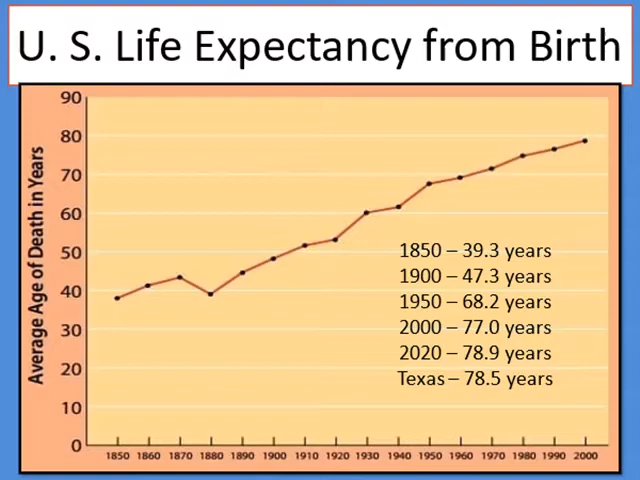 U. S. Life Expectancy from Birth
Average Age of Death in Years
90
80
70
60
50
40
30
20
10
0
1850 – 39.3 years
1900 – 47.3 years
1950 – 68.2 years
2000 – 77.0 years
2020 – 78.9 years
Texas – 78.5 years
1850 1860 1870 1880 1890 1900 1910 1920 1930 1940 1950 1960 1970 1980 1990 2000